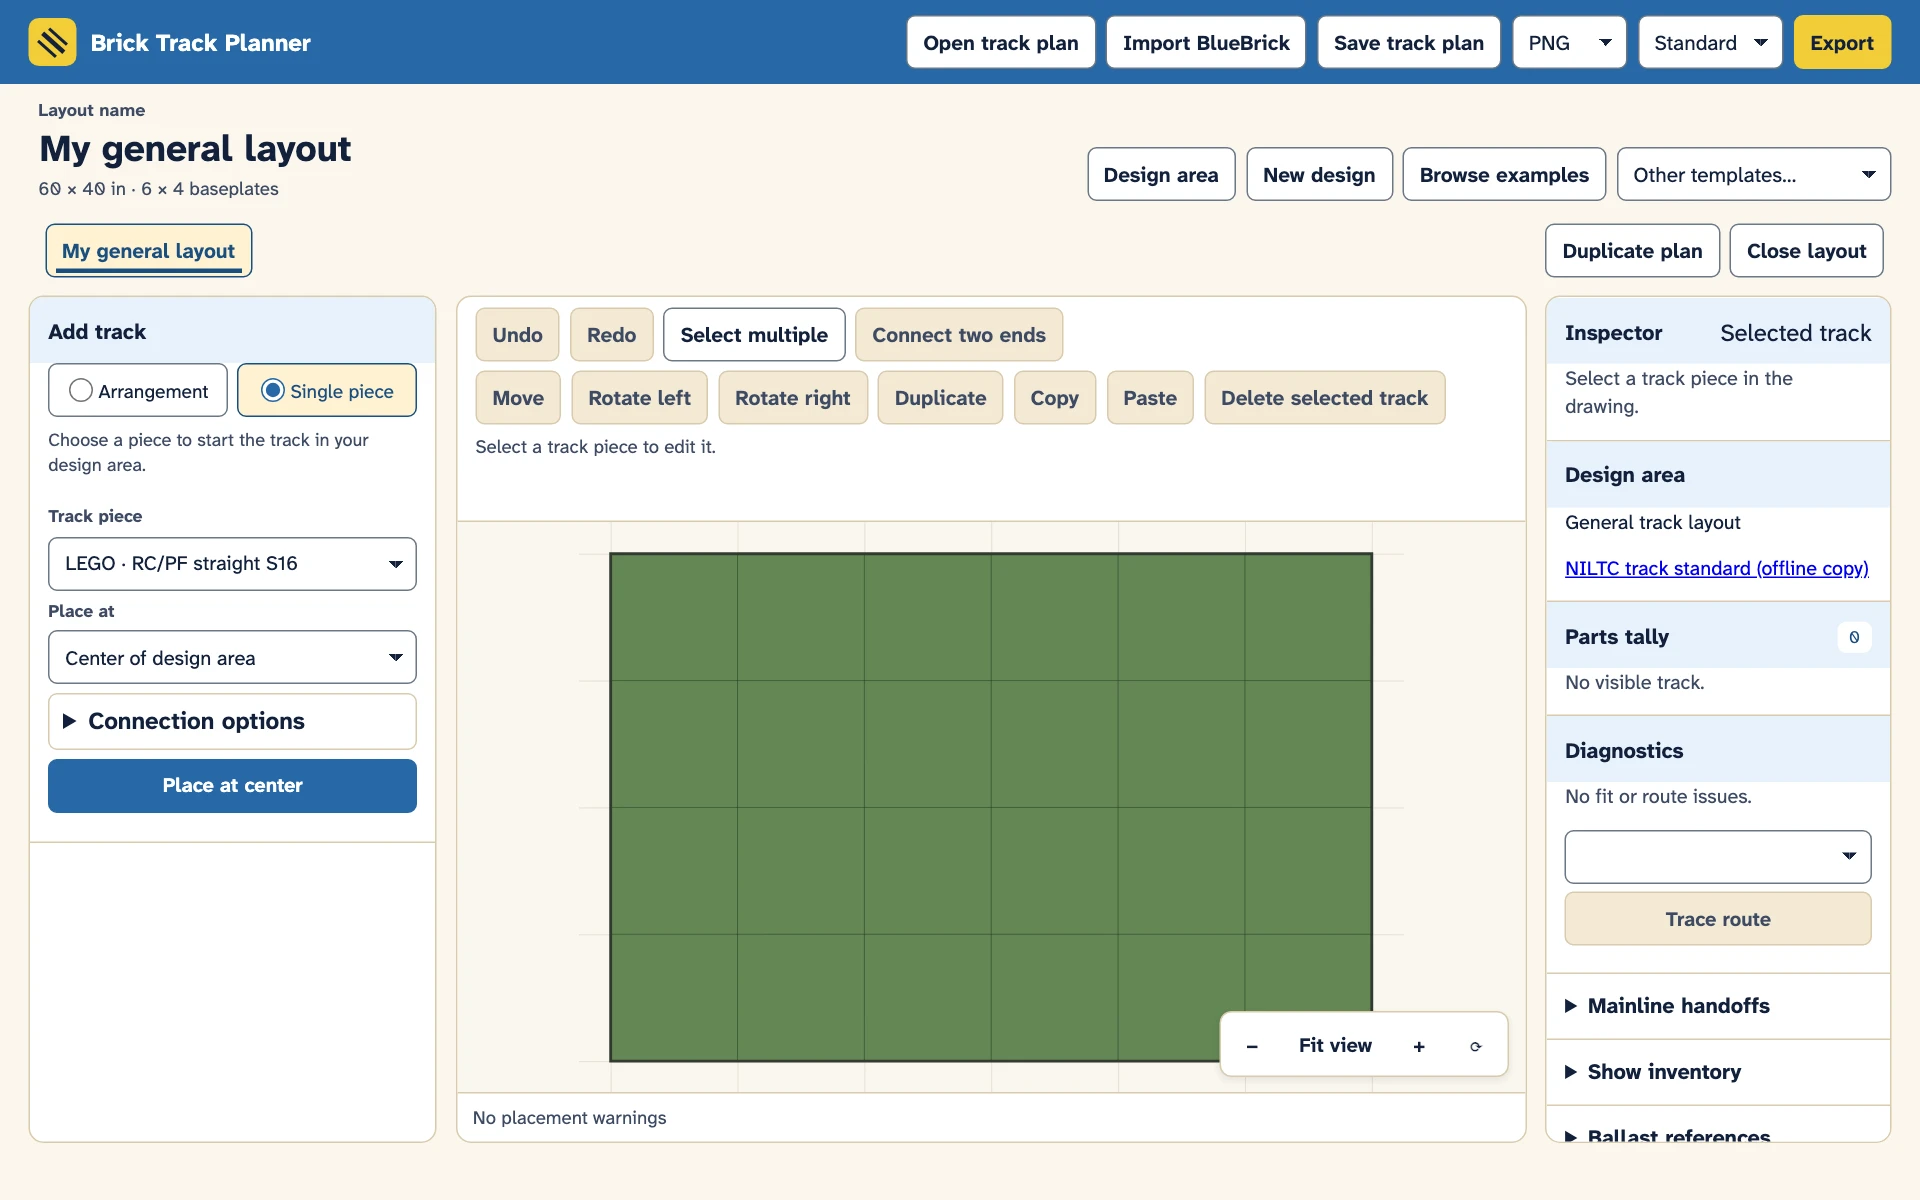 Brick Track Planner
Open track plan
Import BlueBrick
Save track plan
PNG
Standard
Export
Layout name
My general layout
60 × 40 in · 6 × 4 baseplates
Design area
New design
Browse examples
Other templates...
My general layout
Duplicate plan
Close layout
Add track
Arrangement
Single piece
Choose a piece to start the track in your
design area.
Track piece
LEGO · RC/PF straight S16
Place at
Center of design area
Connection options
Place at center
Undo
Redo
Select multiple
Connect two ends
Move
Rotate left
Rotate right
Duplicate
Copy
Paste
Delete selected track
Select a track piece to edit it.
− Fit view + ⟳
No placement warnings
Inspector
Selected track
Select a track piece in the
drawing.
Design area
General track layout
NILTC track standard (offline copy)
Parts tally
0
No visible track.
Diagnostics
No fit or route issues.
Trace route
Mainline handoffs
Show inventory
Ballast references